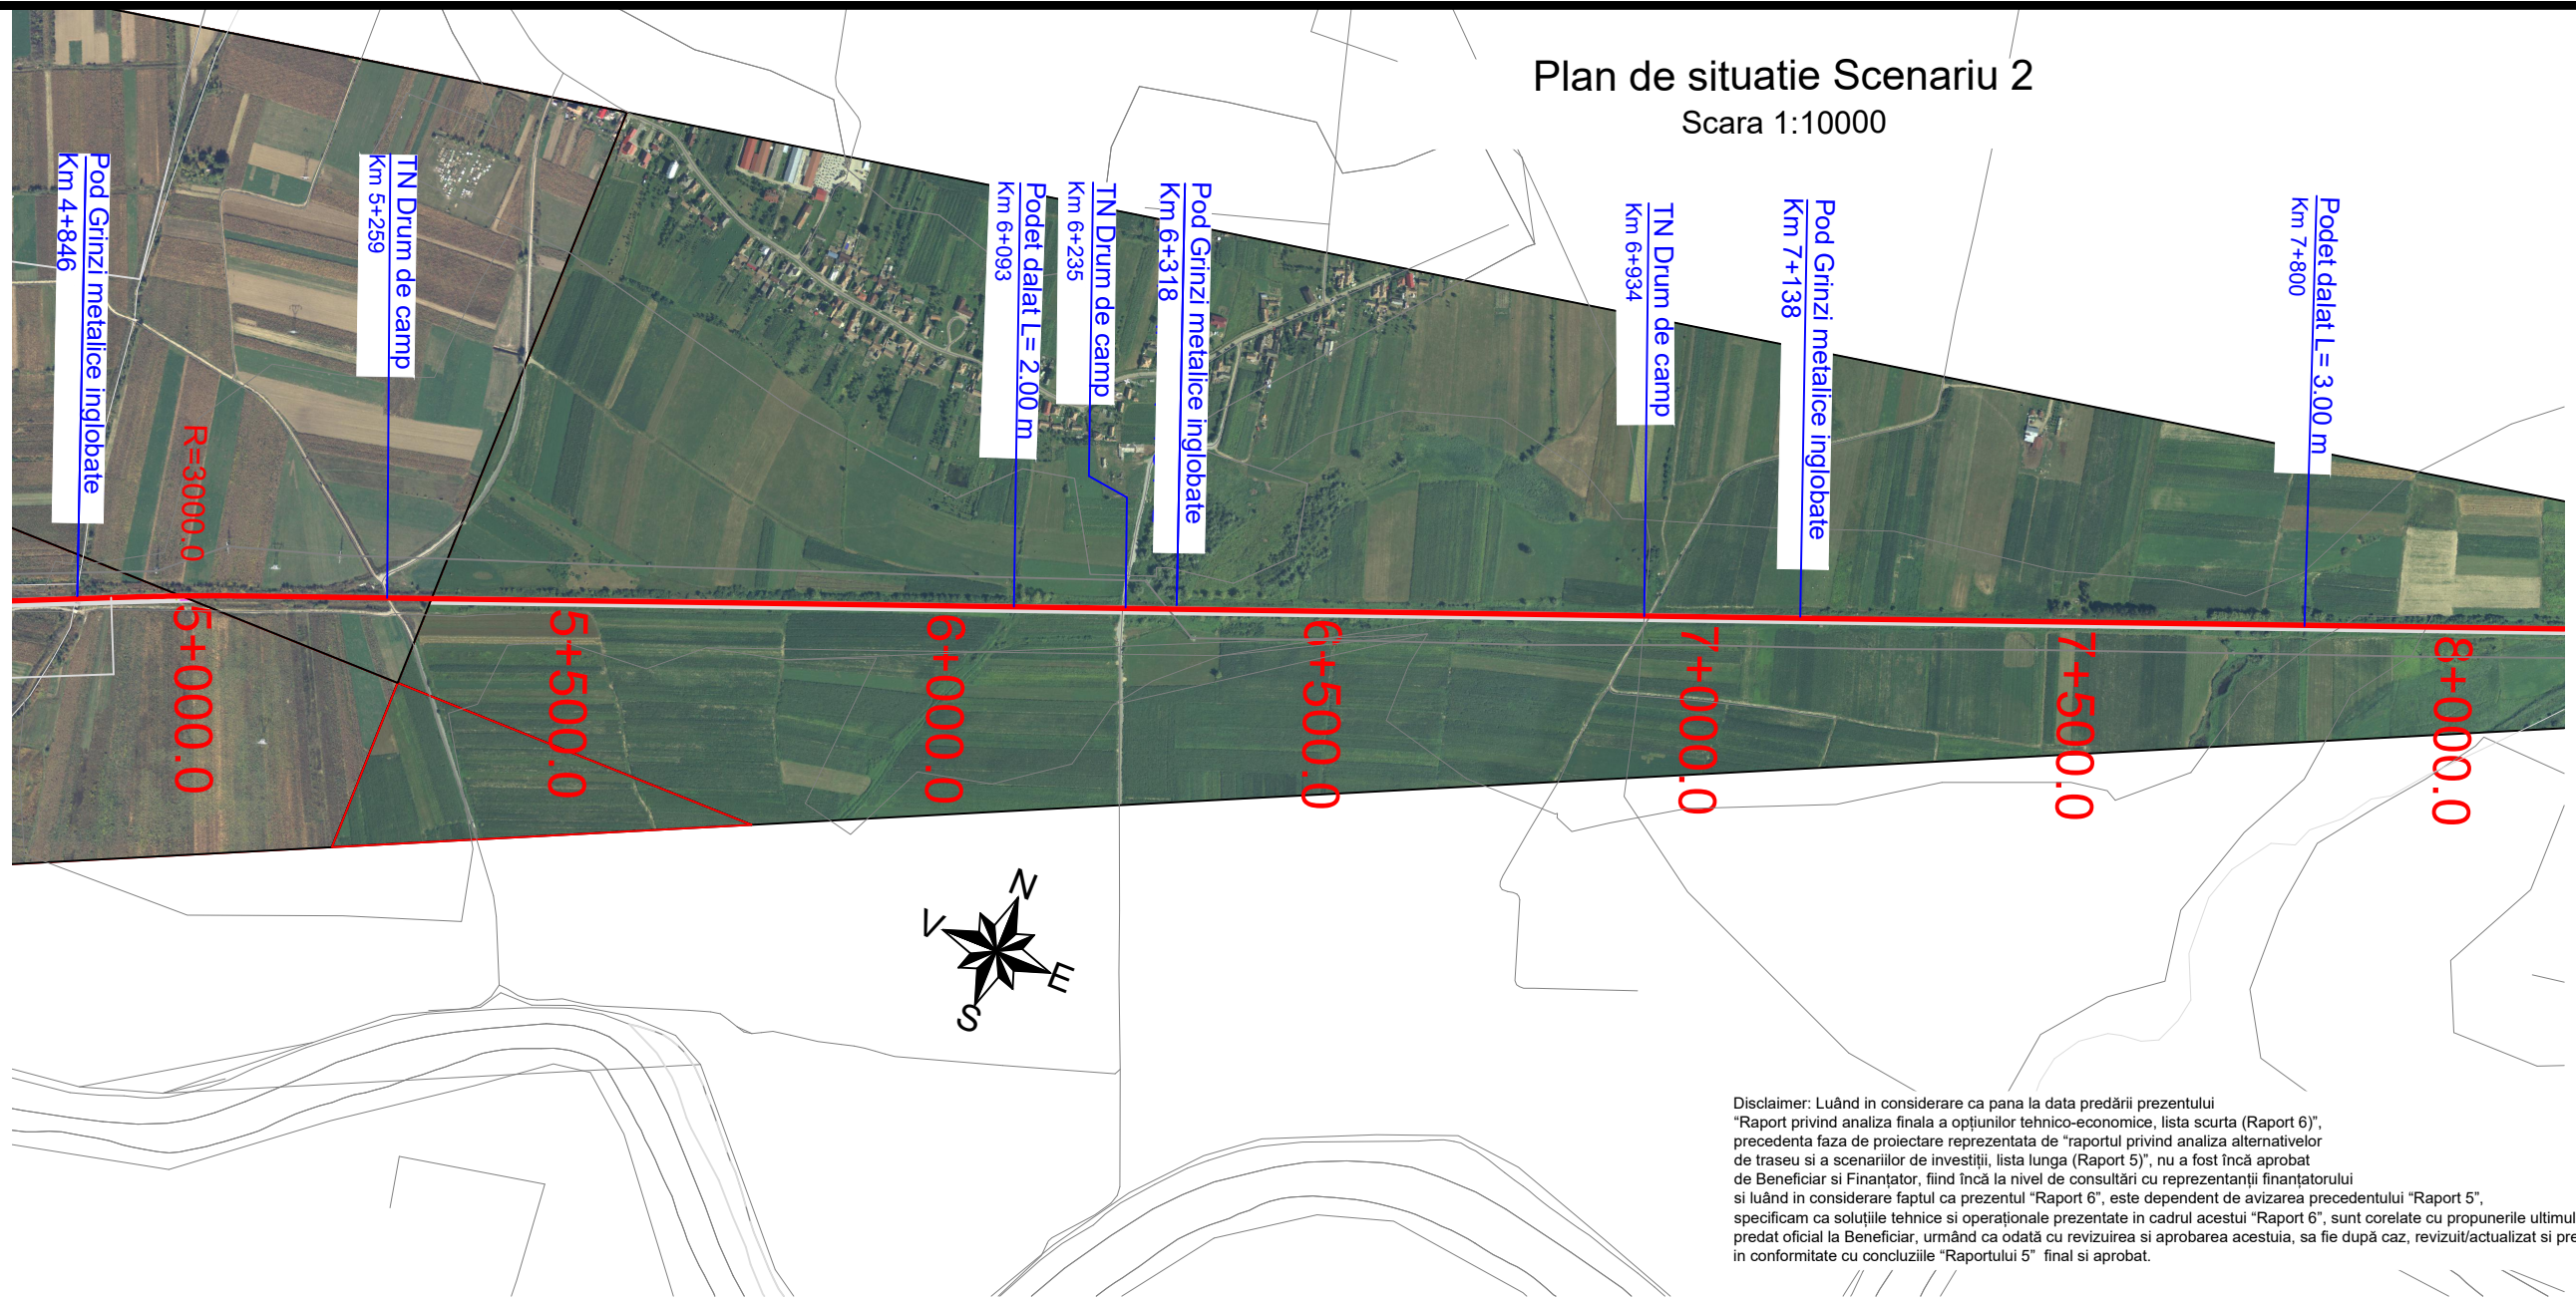 Plan de situatie Scenariu 2
Scara 1:10000
Pod Grinzi metalice inglobate
Km 4+846
TN Drum de camp
Km 5+259
Podet dalat L= 2.00 m
Km 6+093
TN Drum de camp
Km 6+235
Pod Grinzi metalice inglobate
Km 6+318
TN Drum de camp
Km 6+934
Pod Grinzi metalice inglobate
Km 7+138
Podet dalat L= 3.00 m
Km 7+800
R=3000.0
5+000.0
5+500.0
6+000.0
6+500.0
7+000.0
7+500.0
8+000.0
N
V
E
S
Disclaimer: Luând in considerare ca pana la data predării prezentului
“Raport privind analiza finala a opțiunilor tehnico-economice, lista scurta (Raport 6)”,
precedenta faza de proiectare reprezentata de “raportul privind analiza alternativelor
de traseu si a scenariilor de investiții, lista lunga (Raport 5)”, nu a fost încă aprobat
de Beneficiar si Finanțator, fiind încă la nivel de consultări cu reprezentanții finanțatorului
si luând in considerare faptul ca prezentul “Raport 6”, este dependent de avizarea precedentului “Raport 5”,
specificam ca soluțiile tehnice si operaționale prezentate in cadrul acestui “Raport 6”, sunt corelate cu propunerile ultimul
predat oficial la Beneficiar, urmând ca odată cu revizuirea si aprobarea acestuia, sa fie după caz, revizuit/actualizat si pre
in conformitate cu concluziile “Raportului 5” final si aprobat.